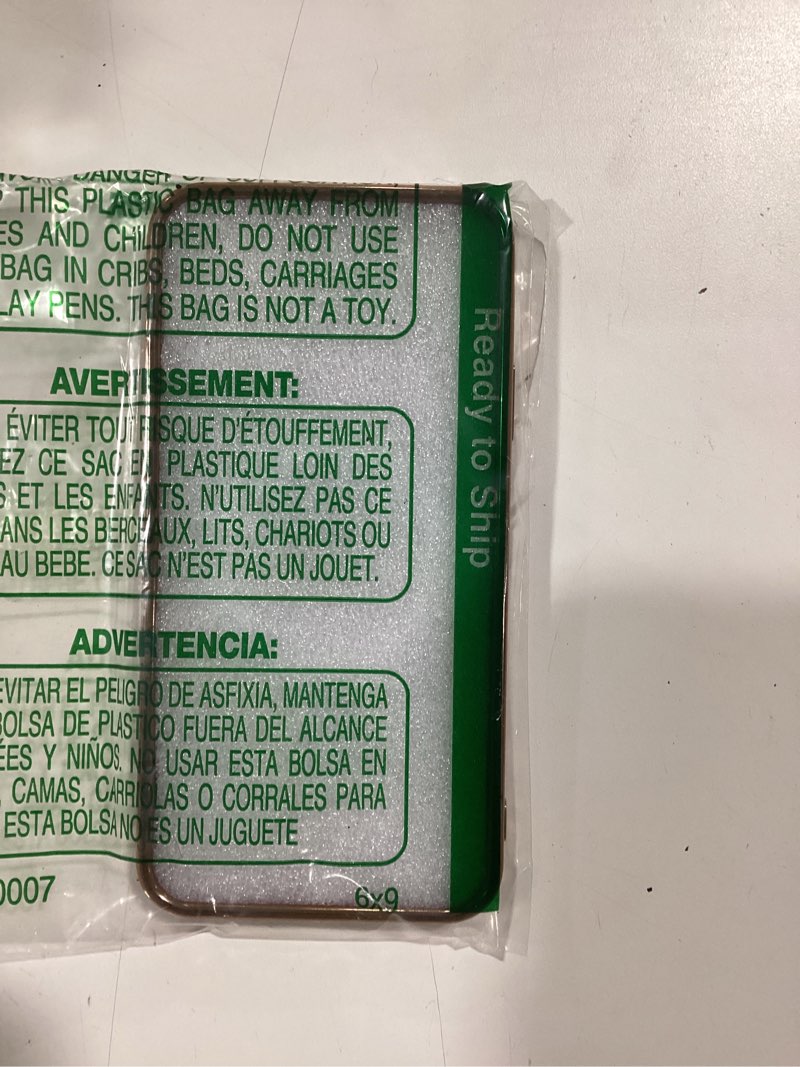 DANGER OF
THIS PLASTIC BAG AWAY FROM
ES AND CHILDREN, DO NOT USE
BAG IN CRIBS, BEDS, CARRIAGES
LAY PENS. THIS BAG IS NOT A TOY.
AVERTISSEMENT:
ÉVITER TOUT RISQUE D'ÉTOUFFEMENT,
EZ CE SAC EN PLASTIQUE LOIN DES
S ET LES ENFANTS. N'UTILISEZ PAS CE
ANS LES BERCEAUX, LITS, CHARIOTS OU
AU BEBE. CE SAC N'EST PAS UN JOUET.
ADVERTENCIA:
EVITAR EL PELIGRO DE ASFIXIA, MANTENGA
BOLSA DE PLASTICO FUERA DEL ALCANCE
ÉES Y NIÑOS. NO USAR ESTA BOLSA EN
, CAMAS, CARRIOLAS O CORRALES PARA
ESTA BOLSA NO ES UN JUGUETE
0007
6x9
Ready to Ship